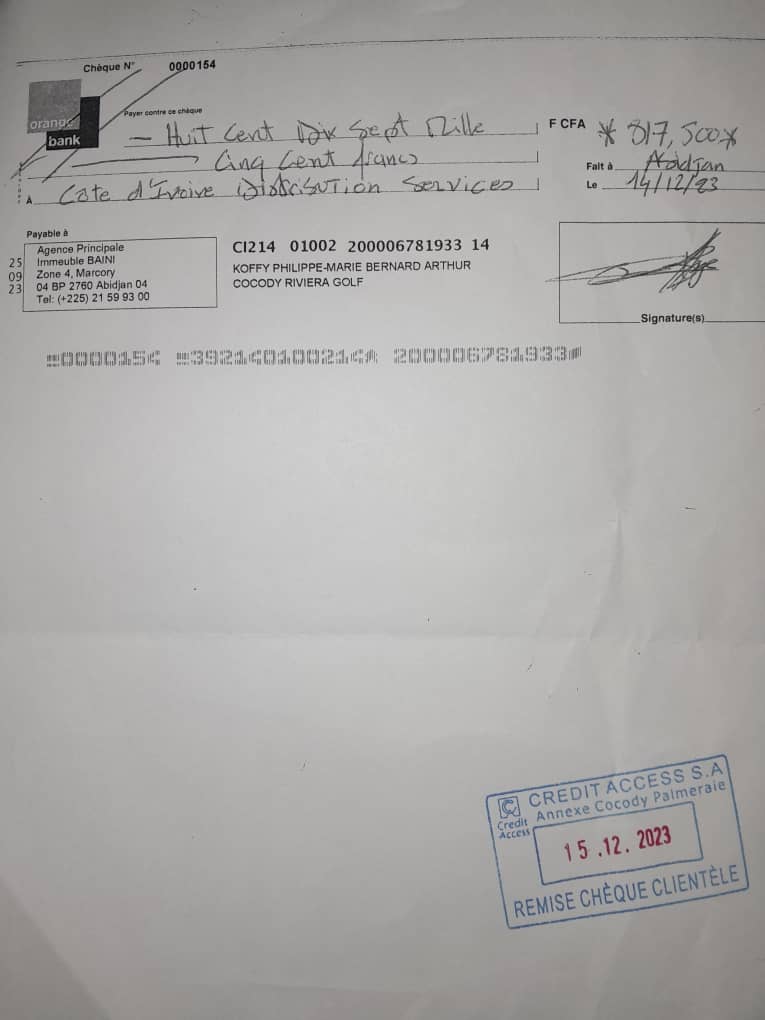 Chèque N° 0000154
orange
bank
Payer contre ce chèque
Huit Cent Dix Sept Mille
F CFA * 817,500 *
Cinq Cent francs
Fait à Abidjan
À Côte d'Ivoire Distribution Services
Le 14/12/23
Payable à
Agence Principale
Immeuble BAINI
Zone 4, Marcory
04 BP 2760 Abidjan 04
Tel: (+225) 21 59 93 00
25
09
23
CI214 01002 200006781933 14
KOFFY PHILIPPE-MARIE BERNARD ARTHUR
COCODY RIVIERA GOLF
Signature(s)
0000154 392140100214 200006781933
CREDIT ACCESS S.A
Credit Access
Annexe Cocody Palmeraie
15.12.2023
REMISE CHÈQUE CLIENTÈLE